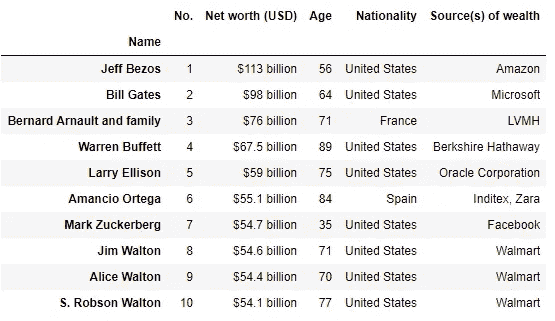 No. Net worth (USD) Age Nationality Source(s) of wealth
Name
Jeff Bezos 1 $113 billion 56 United States Amazon
Bill Gates 2 $98 billion 64 United States Microsoft
Bernard Arnault and family 3 $76 billion 71 France LVMH
Warren Buffett 4 $67.5 billion 89 United States Berkshire Hathaway
Larry Ellison 5 $59 billion 75 United States Oracle Corporation
Amancio Ortega 6 $55.1 billion 84 Spain Inditex, Zara
Mark Zuckerberg 7 $54.7 billion 35 United States Facebook
Jim Walton 8 $54.6 billion 71 United States Walmart
Alice Walton 9 $54.4 billion 70 United States Walmart
S. Robson Walton 10 $54.1 billion 77 United States Walmart